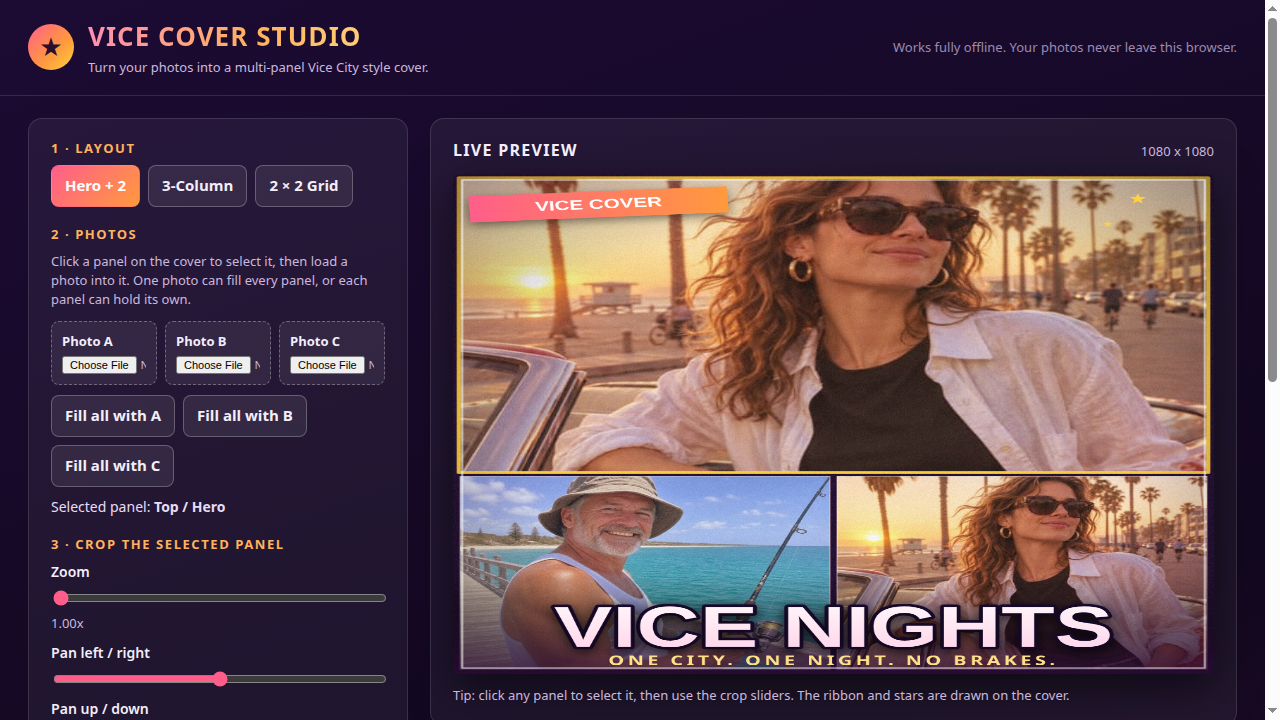 ★ VICE COVER STUDIO
Turn your photos into a multi-panel Vice City style cover.
Works fully offline. Your photos never leave this browser.
1 · LAYOUT
Hero + 2
3-Column
2 × 2 Grid
2 · PHOTOS
Click a panel on the cover to select it, then load a
photo into it. One photo can fill every panel, or each
panel can hold its own.
Photo A
Choose File
Photo B
Choose File
Photo C
Choose File
Fill all with A
Fill all with B
Fill all with C
Selected panel: Top / Hero
3 · CROP THE SELECTED PANEL
Zoom
1.00x
Pan left / right
Pan up / down
LIVE PREVIEW
1080 x 1080
VICE COVER
VICE NIGHTS
ONE CITY. ONE NIGHT. NO BRAKES.
Tip: click any panel to select it, then use the crop sliders. The ribbon and stars are drawn on the cover.